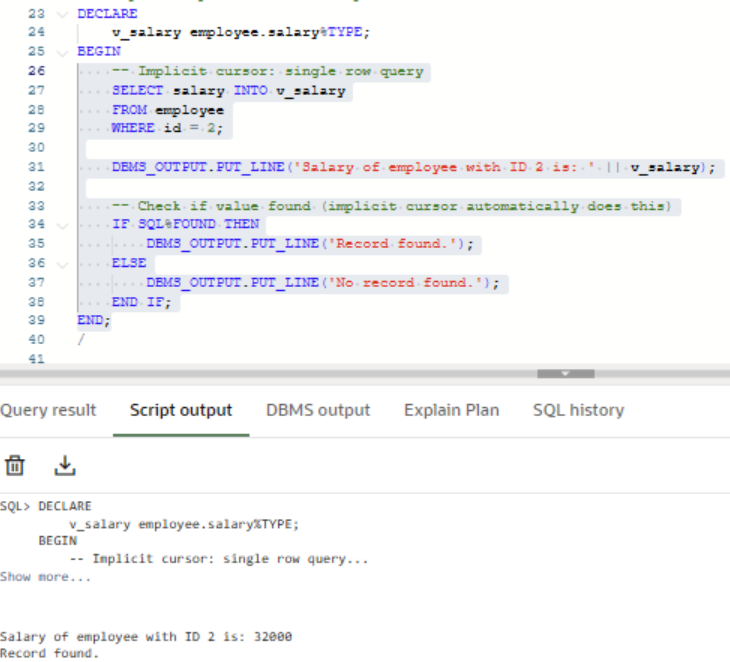 23 DECLARE
24 v_salary employee.salary%TYPE;
25 BEGIN
26 -- Implicit cursor: single row query
27 SELECT salary INTO v_salary
28 FROM employee
29 WHERE id = 2;
30
31 DBMS_OUTPUT.PUT_LINE('Salary of employee with ID 2 is: ' || v_salary);
32
33 -- Check if value found (implicit cursor automatically does this)
34 IF SQL%FOUND THEN
35 DBMS_OUTPUT.PUT_LINE('Record found.');
36 ELSE
37 DBMS_OUTPUT.PUT_LINE('No record found.');
38 END IF;
39 END;
40 /
41
Query result Script output DBMS output Explain Plan SQL history
SQL> DECLARE
v_salary employee.salary%TYPE;
BEGIN
-- Implicit cursor: single row query...
Show more...
Salary of employee with ID 2 is: 32000
Record found.